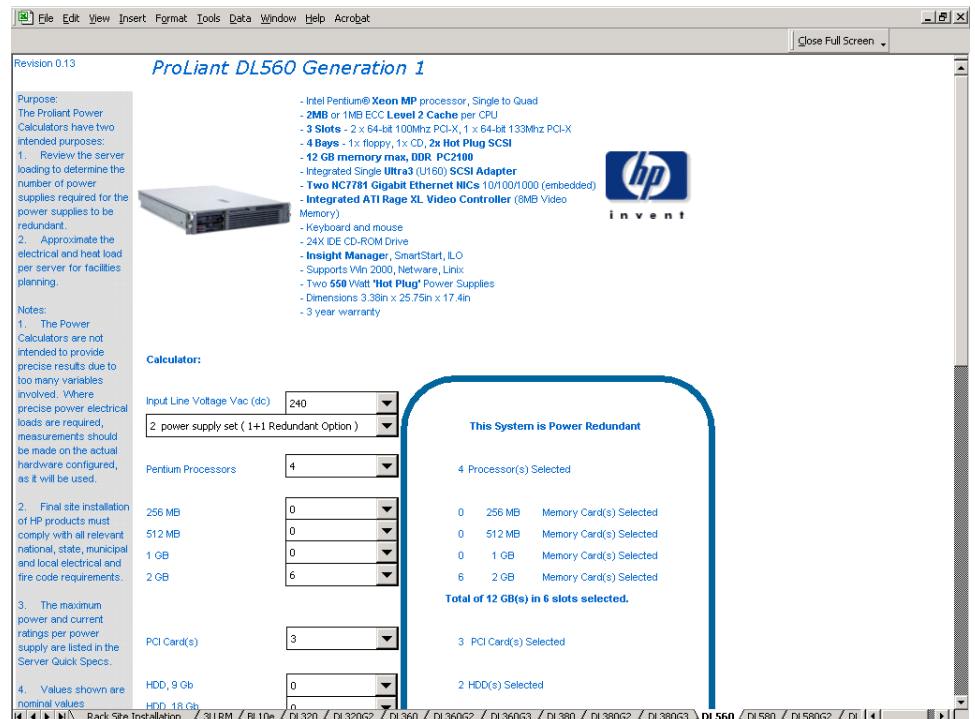 File Edit View Insert Format Tools Data Window Help Acrobat
Close Full Screen
Revision 0.13
ProLiant DL560 Generation 1
Purpose:
The Proliant Power
Calculators have two
intended purposes:
1. Review the server
loading to determine the
number of power
supplies required for the
power supplies to be
redundant.
2. Approximate the
electrical and heat load
per server for facilities
planning.
Notes:
1. The Power
Calculators are not
intended to provide
precise results due to
too many variables
involved. Where
precise power electrical
loads are required,
measurements should
be made on the actual
hardware configured,
as it will be used.
2. Final site installation
of HP products must
comply with all relevant
national, state, municipal
and local electrical and
fire code requirements.
3. The maximum
power and current
ratings per power
supply are listed in the
Server Quick Specs.
4. Values shown are
nominal values
- Intel Pentium® Xeon MP processor, Single to Quad
- 2MB or 1MB ECC Level 2 Cache per CPU
- 3 Slots - 2 x 64-bit 100Mhz PCI-X, 1 x 64-bit 133Mhz PCI-X
- 4 Bays - 1x floppy, 1x CD, 2x Hot Plug SCSI
- 12 GB memory max, DDR PC2100
- Integrated Single Ultra3 (U160) SCSI Adapter
- Two NC7781 Gigabit Ethernet NICs 10/100/1000 (embedded)
- Integrated ATI Rage XL Video Controller (8MB Video
Memory)
- Keyboard and mouse
- 24X IDE CD-ROM Drive
- Insight Manager, SmartStart, ILO
- Supports Win 2000, Netware, Linix
- Two 550 Watt 'Hot Plug' Power Supplies
- Dimensions 3.38in x 25.75in x 17.4in
- 3 year warranty
hp
invent
Calculator:
Input Line Voltage Vac (dc) 240
2 power supply set ( 1+1 Redundant Option )
This System is Power Redundant
Pentium Processors 4
4 Processor(s) Selected
256 MB 0
0 256 MB Memory Card(s) Selected
512 MB 0
0 512 MB Memory Card(s) Selected
1 GB 0
0 1 GB Memory Card(s) Selected
2 GB 6
6 2 GB Memory Card(s) Selected
Total of 12 GB(s) in 6 slots selected.
PCI Card(s) 3
3 PCI Card(s) Selected
HDD, 9 Gb 0
2 HDD(s) Selected
HDD, 18 Gb 0
Rack Site Installation / 3U RM / BL10e / DL320 / DL320G2 / DL360 / DL360G2 / DL360G3 / DL380 / DL380G2 / DL380G3 \ DL560 / DL580 / DL580G2 / DL